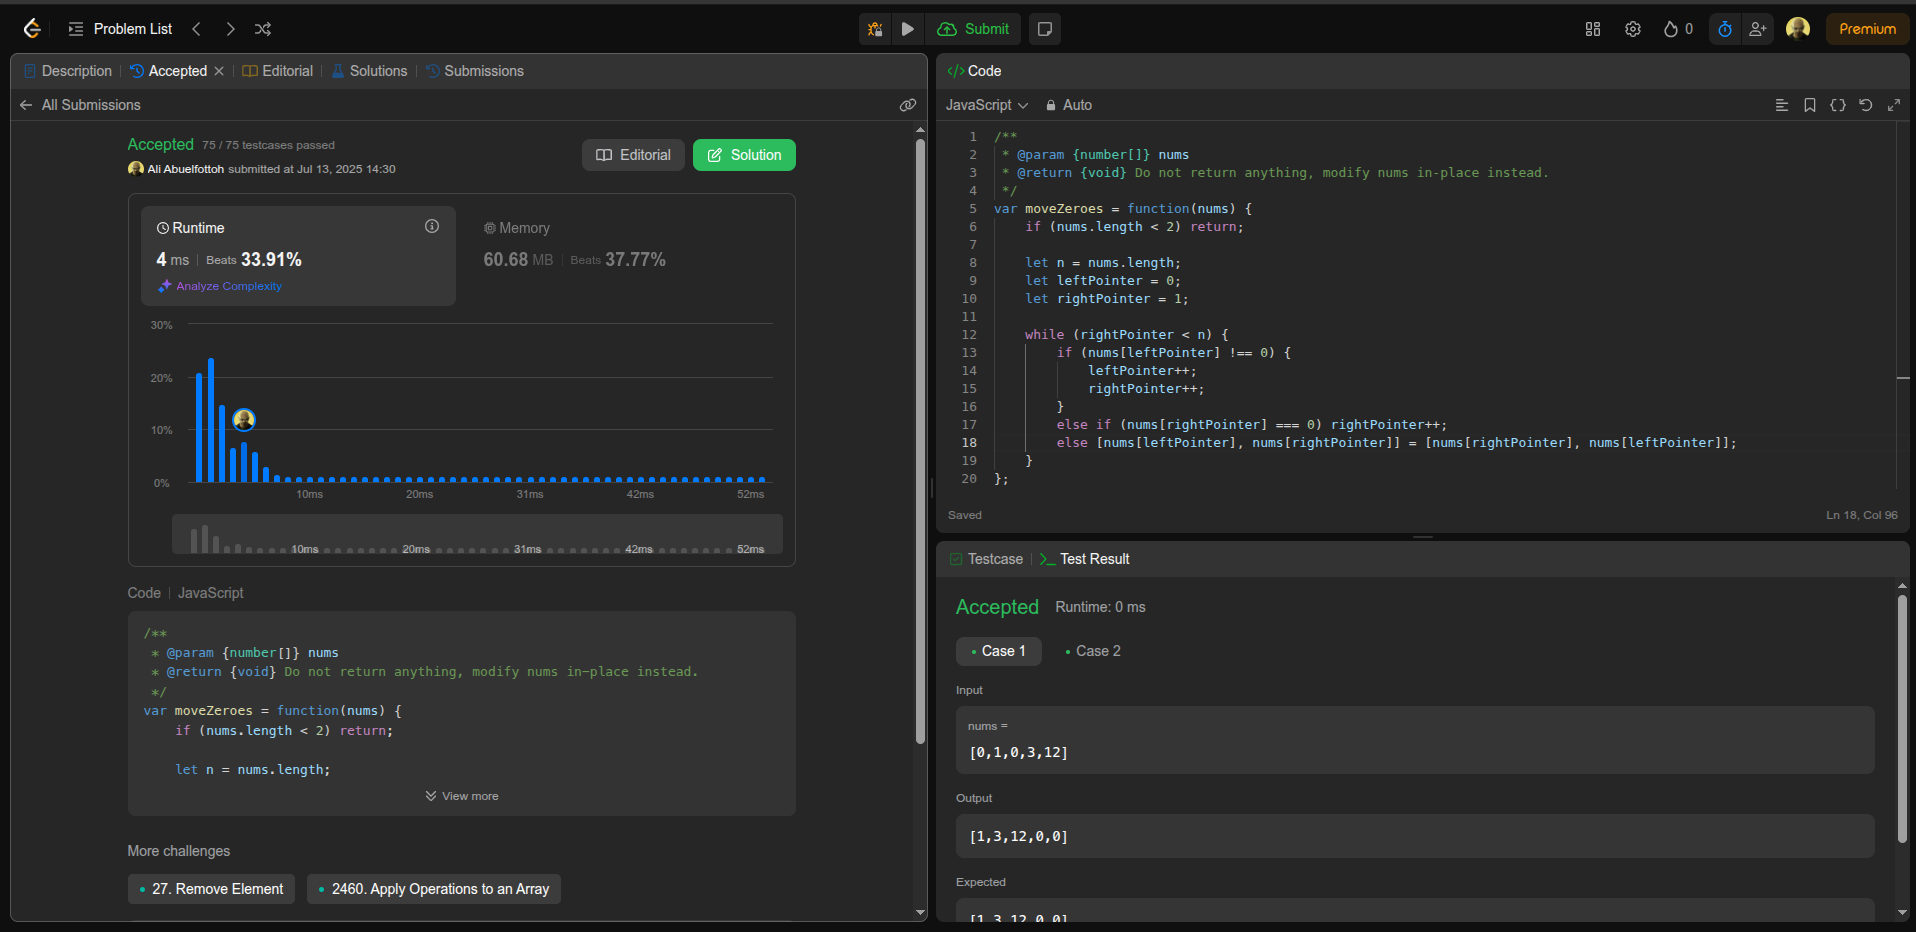 Problem List
Submit
0
Premium
Description
Accepted
Editorial
Solutions
Submissions
All Submissions
Accepted 75 / 75 testcases passed
Ali Abuelfottoh submitted at Jul 13, 2025 14:30
Editorial
Solution
Runtime
4 ms Beats 33.91%
Analyze Complexity
Memory
60.68 MB Beats 37.77%
30%
20%
10%
0%
10ms 20ms 31ms 42ms 52ms
10ms 20ms 31ms 42ms 52ms
Code JavaScript
/**
 * @param {number[]} nums
 * @return {void} Do not return anything, modify nums in-place instead.
 */
var moveZeroes = function(nums) {
    if (nums.length < 2) return;
    let n = nums.length;
View more
More challenges
27. Remove Element
2460. Apply Operations to an Array
</> Code
JavaScript
Auto
1 /**
2  * @param {number[]} nums
3  * @return {void} Do not return anything, modify nums in-place instead.
4  */
5 var moveZeroes = function(nums) {
6     if (nums.length < 2) return;
7
8     let n = nums.length;
9     let leftPointer = 0;
10     let rightPointer = 1;
11
12     while (rightPointer < n) {
13         if (nums[leftPointer] !== 0) {
14             leftPointer++;
15             rightPointer++;
16         }
17         else if (nums[rightPointer] === 0) rightPointer++;
18         else [nums[leftPointer], nums[rightPointer]] = [nums[rightPointer], nums[leftPointer]];
19     }
20 };
Saved
Ln 18, Col 96
Testcase
>_ Test Result
Accepted Runtime: 0 ms
Case 1
Case 2
Input
nums =
[0,1,0,3,12]
Output
[1,3,12,0,0]
Expected
[1,3,12,0,0]